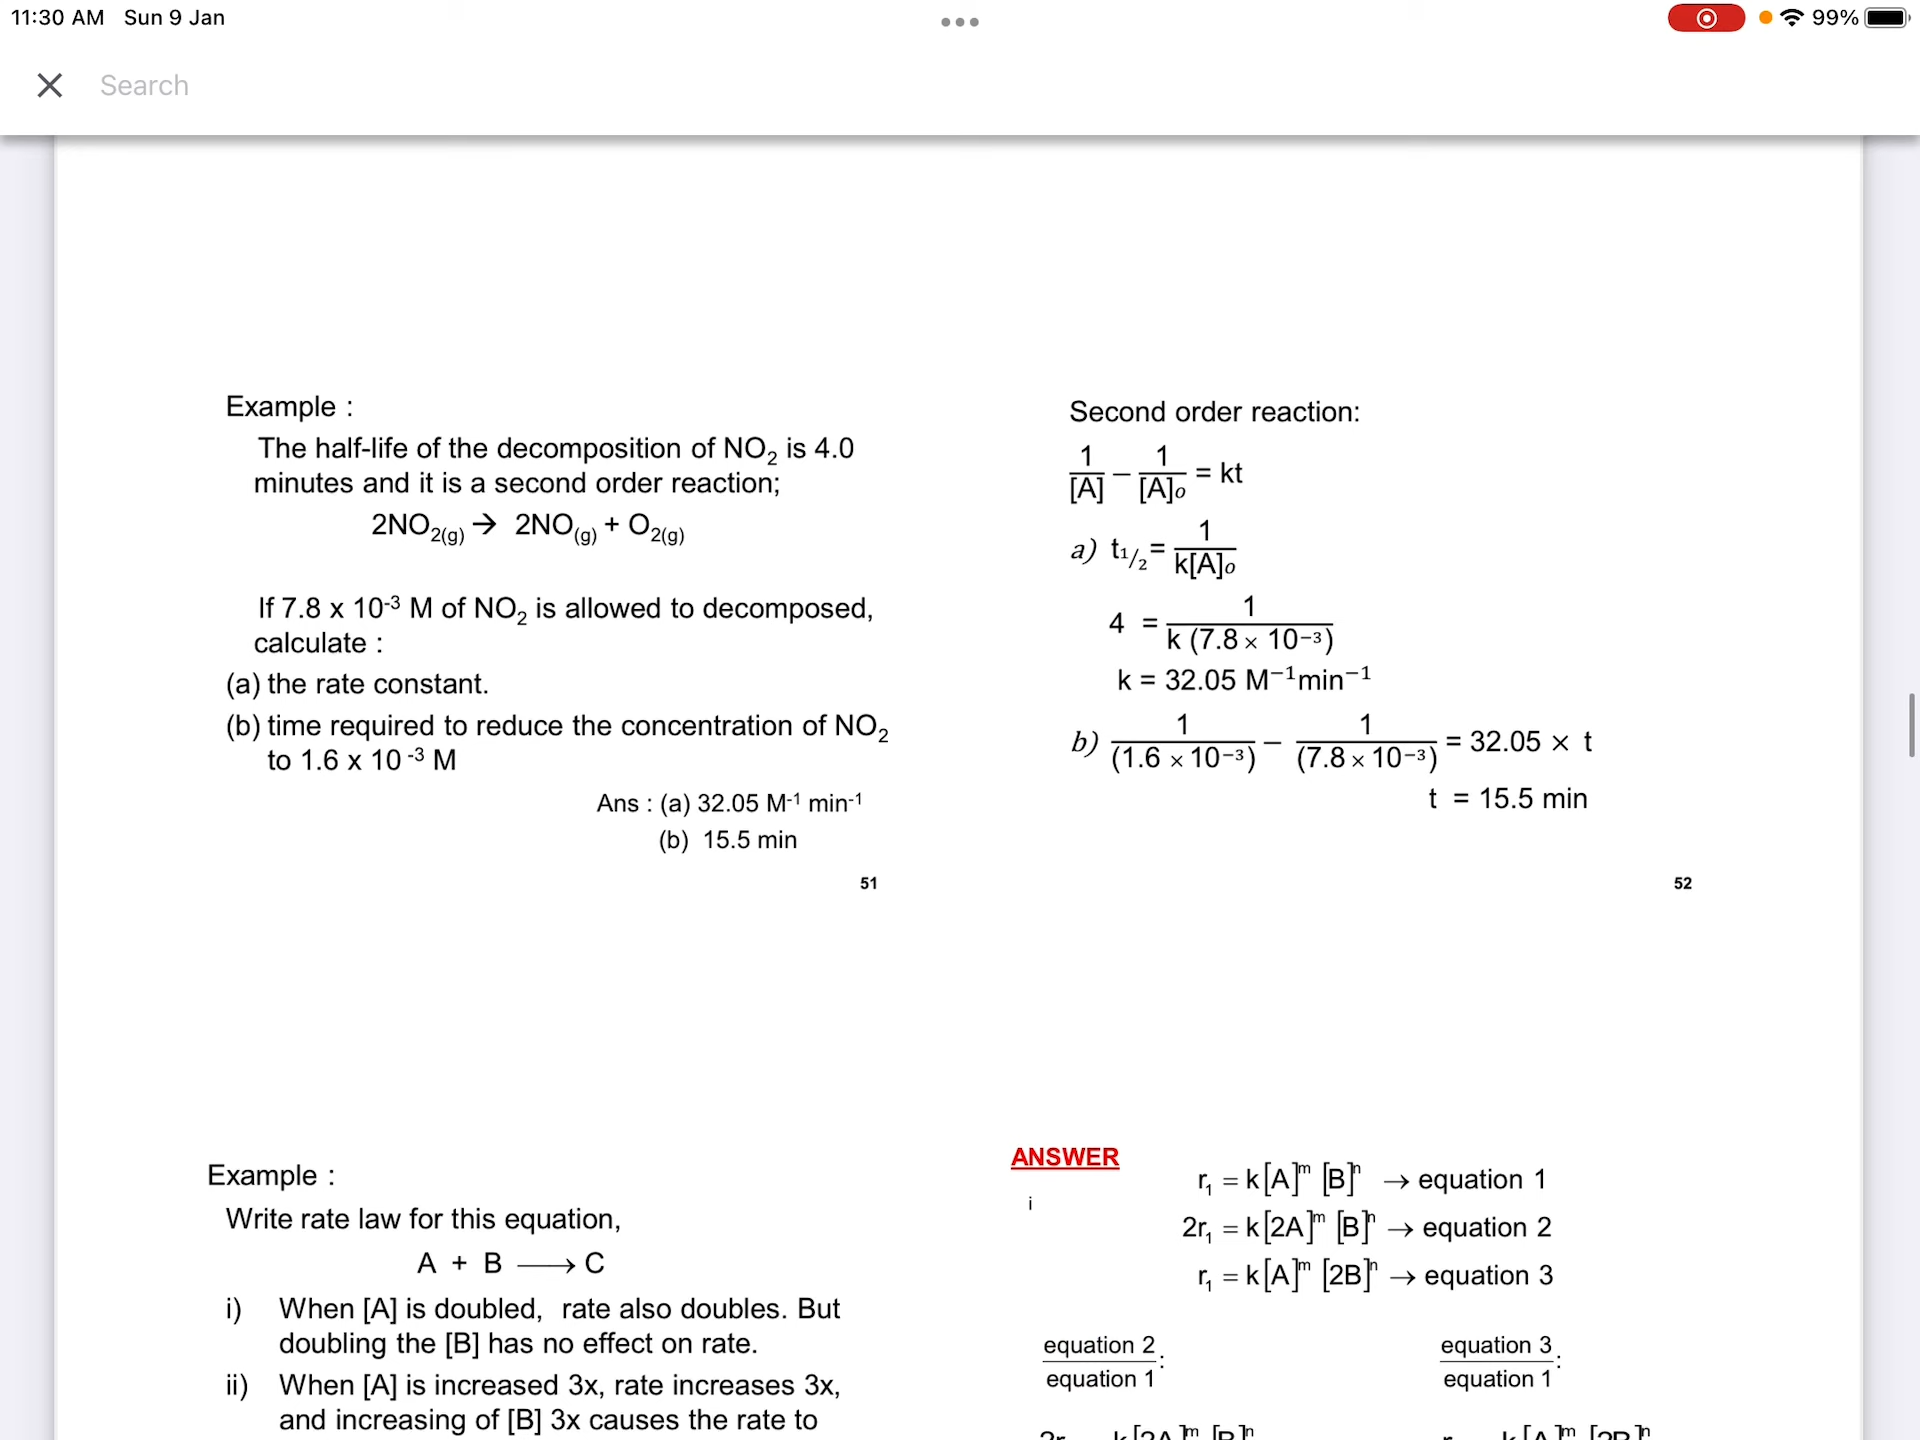 11:30 AM Sun 9 Jan
99%
Search
Example :
The half-life of the decomposition of NO₂ is 4.0
minutes and it is a second order reaction;
2NO₂(g) → 2NO(g) + O₂(g)
If 7.8 x 10⁻³ M of NO₂ is allowed to decomposed,
calculate :
(a) the rate constant.
(b) time required to reduce the concentration of NO₂
to 1.6 x 10 ⁻³ M
Ans : (a) 32.05 M⁻¹ min⁻¹
(b) 15.5 min
51
Second order reaction:
1/[A] − 1/[A]o = kt
a) t1/2 = 1/k[A]o
4 = 1/k (7.8 × 10−³)
k = 32.05 M−¹min−¹
b) 1/(1.6 × 10−³) − 1/(7.8 × 10−³) = 32.05 × t
t = 15.5 min
52
Example :
Write rate law for this equation,
A + B ⟶ C
i) When [A] is doubled, rate also doubles. But
doubling the [B] has no effect on rate.
ii) When [A] is increased 3x, rate increases 3x,
and increasing of [B] 3x causes the rate to
ANSWER
i
r₁ = k[A]ᵐ [B]ⁿ → equation 1
2r₁ = k[2A]ᵐ [B]ⁿ → equation 2
r₁ = k[A]ᵐ [2B]ⁿ → equation 3
equation 2
equation 1 :
equation 3
equation 1 :